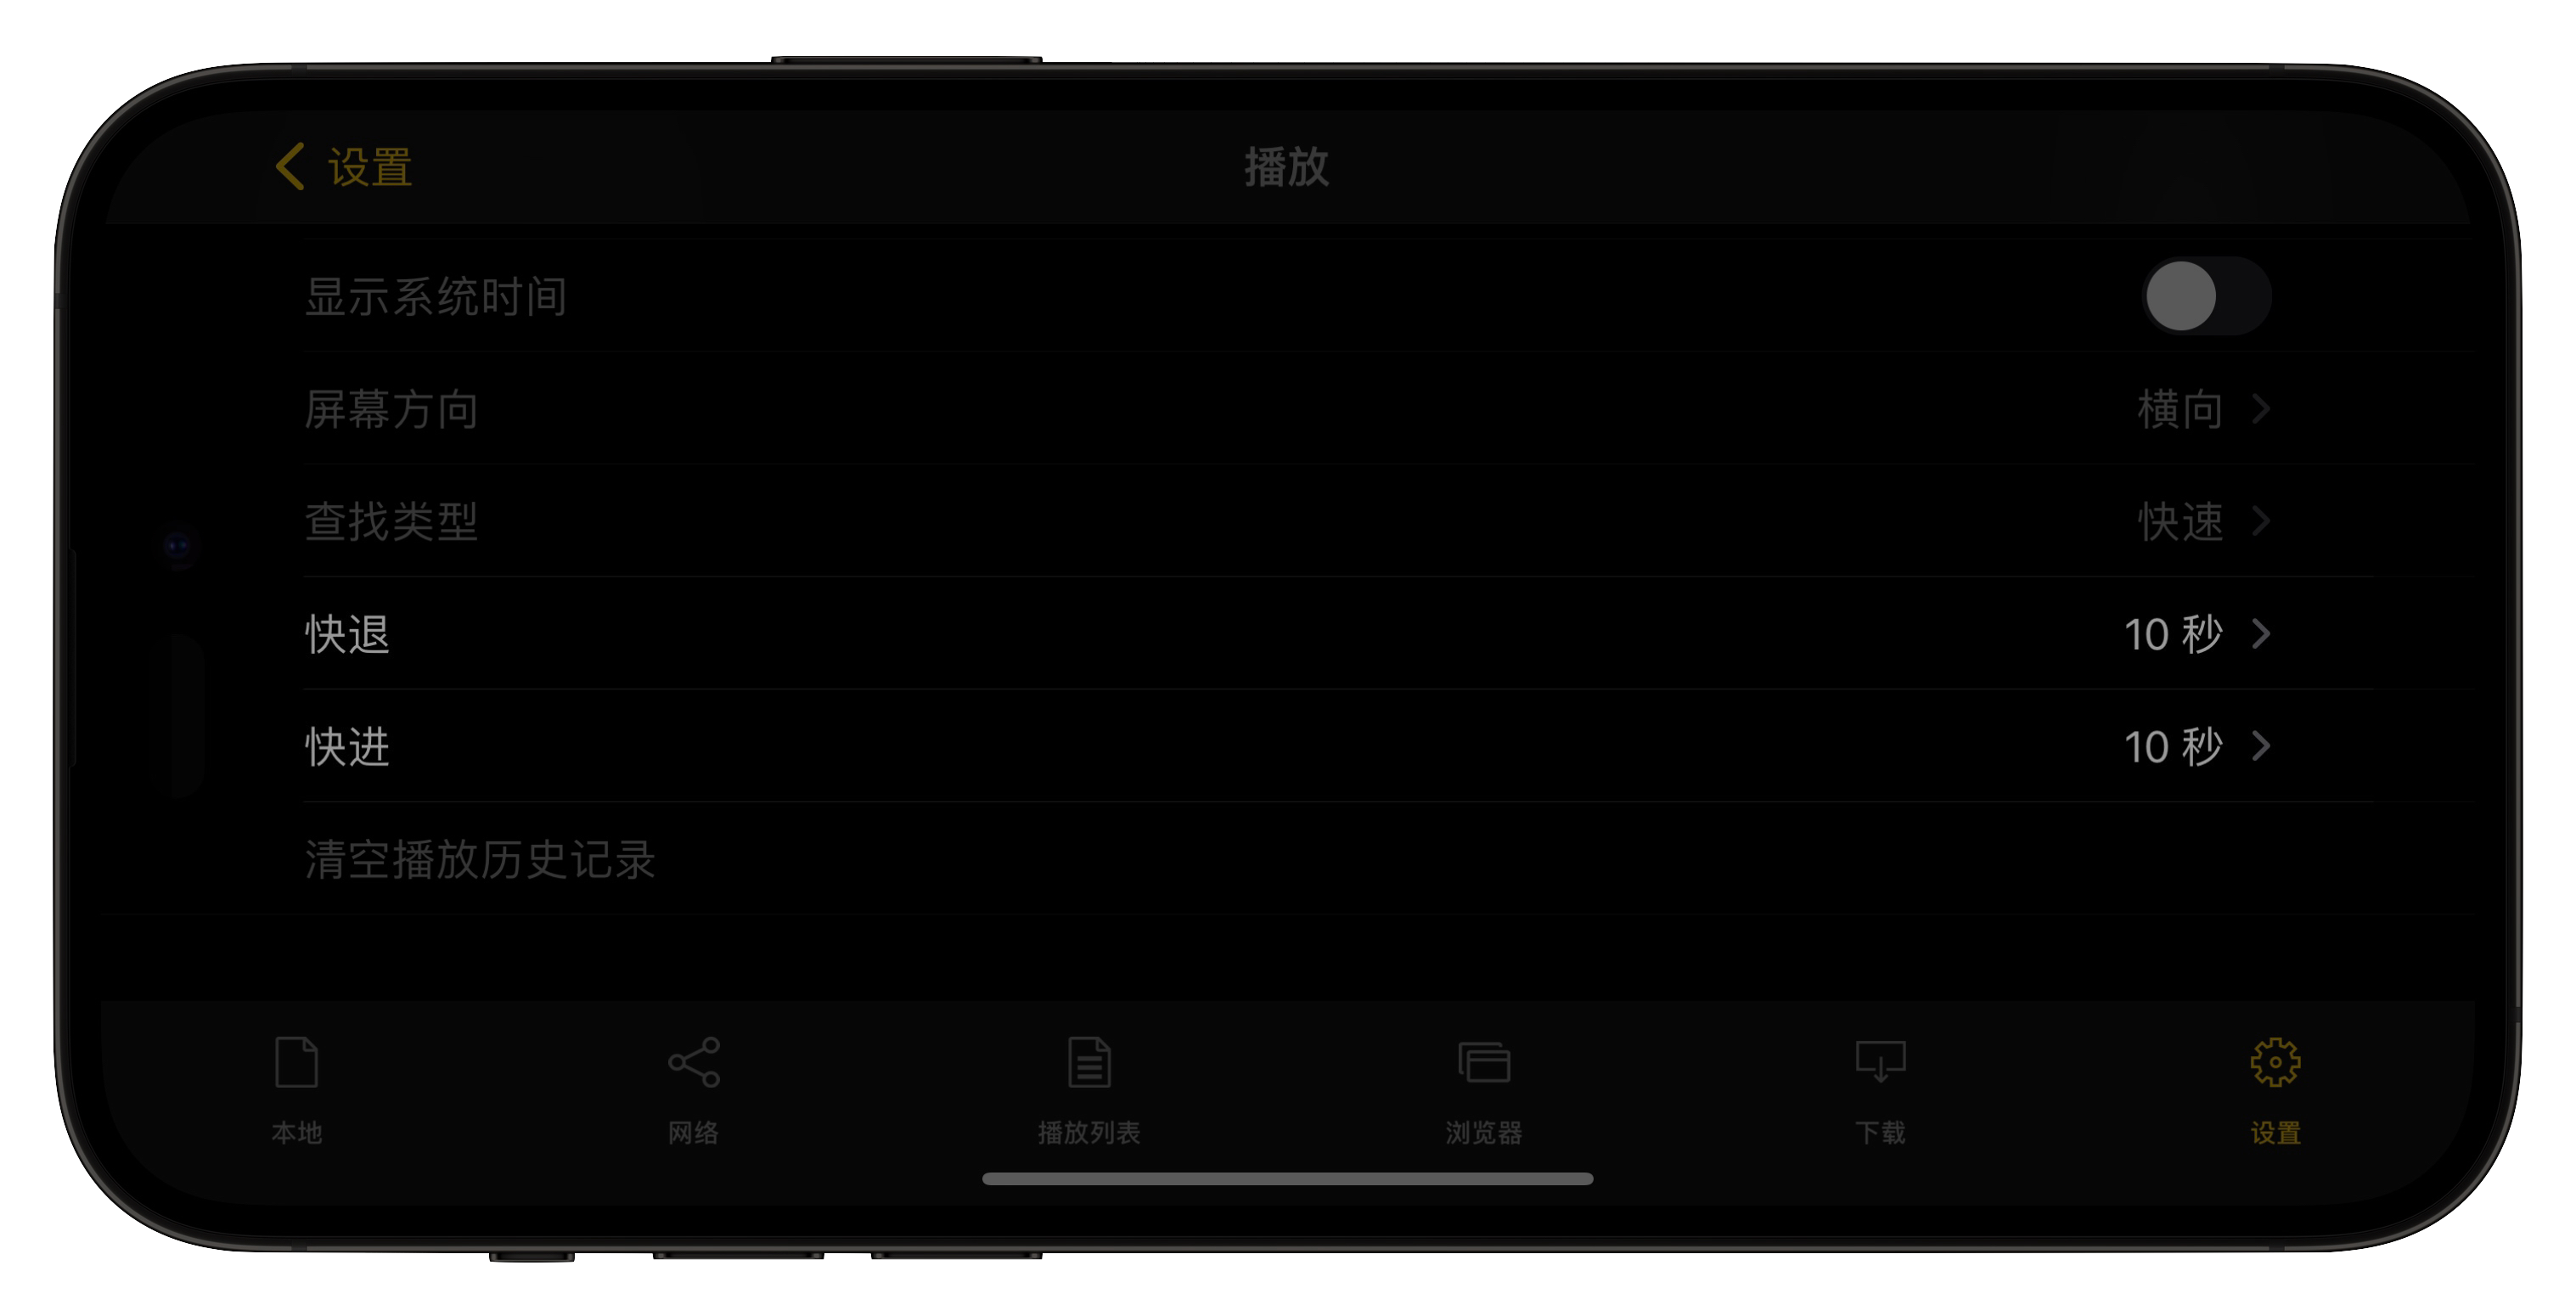 设置
播放
显示系统时间
屏幕方向 横向
查找类型 快速
快退 10 秒
快进 10 秒
清空播放历史记录
本地 网络 播放列表 浏览器 下载 设置